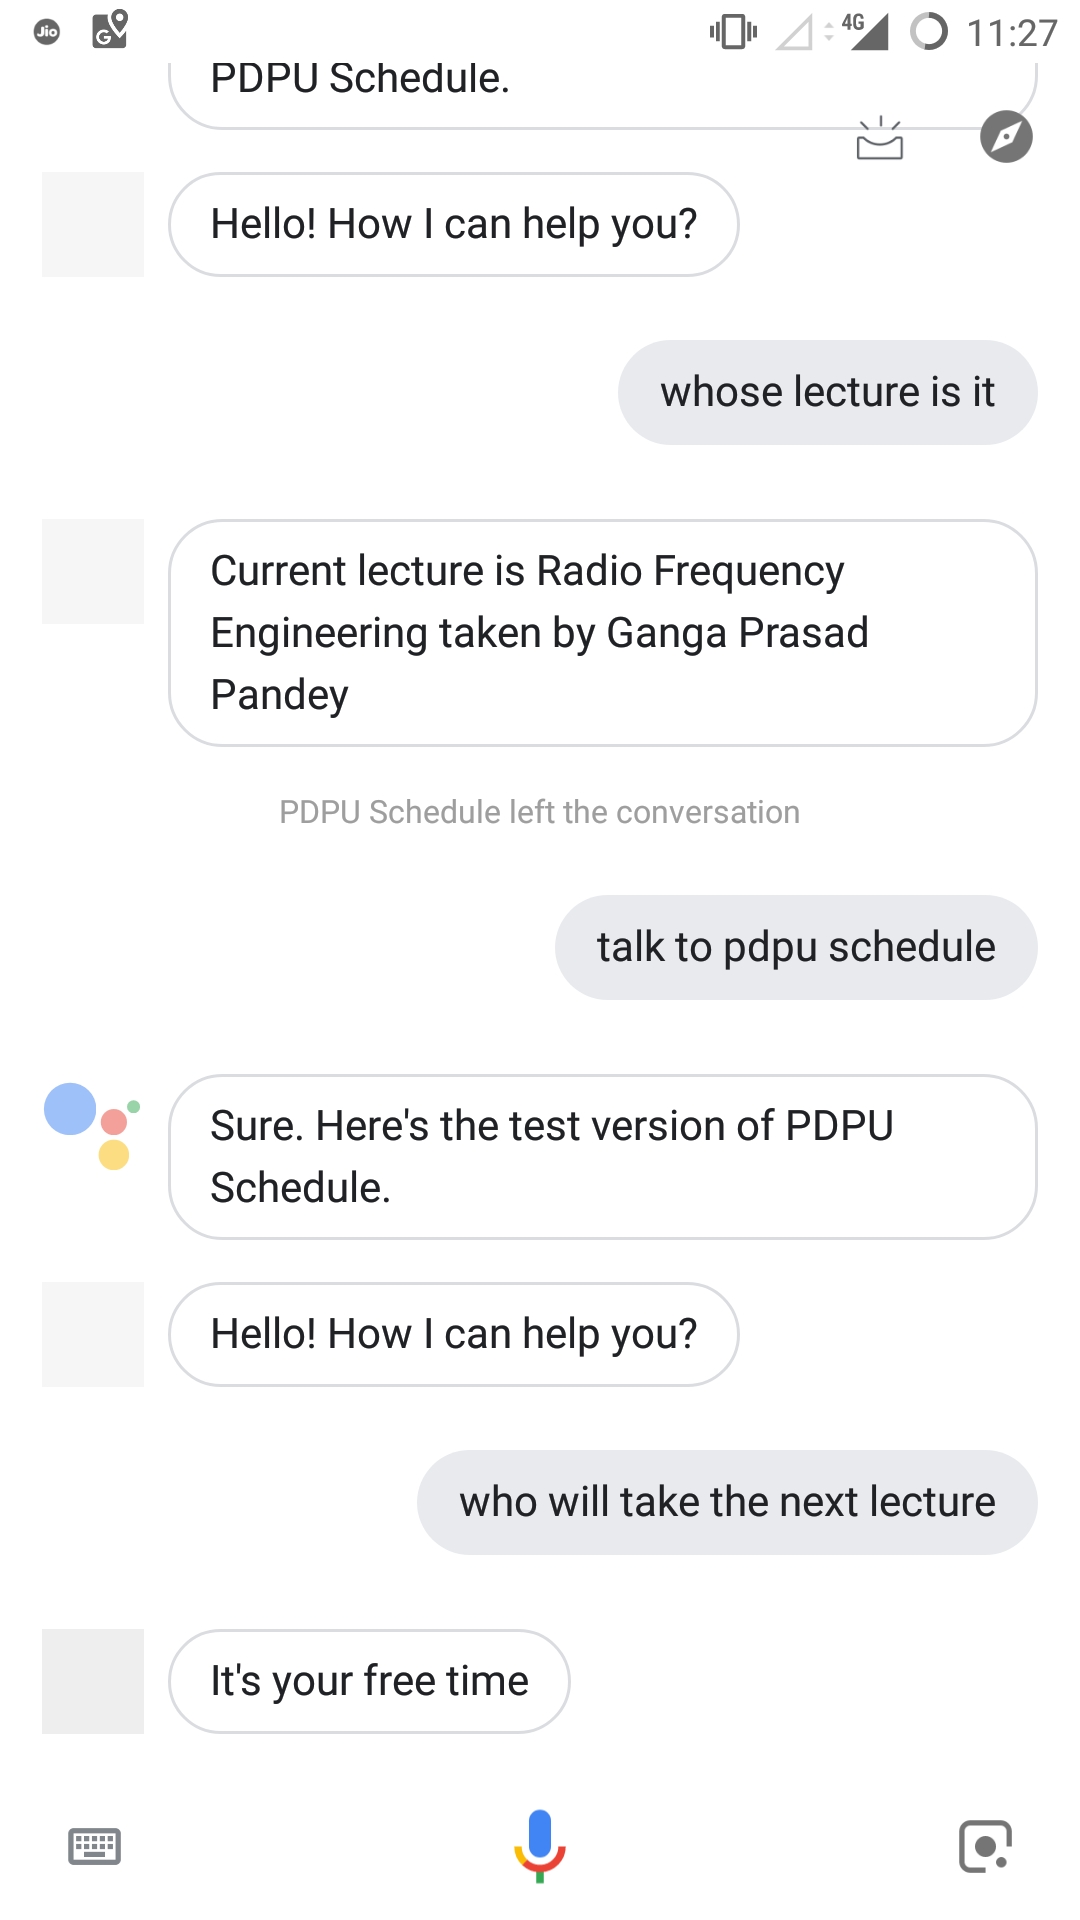 Jio
G
4G
11:27
PDPU Schedule.
Hello! How I can help you?
whose lecture is it
Current lecture is Radio Frequency
Engineering taken by Ganga Prasad
Pandey
PDPU Schedule left the conversation
talk to pdpu schedule
Sure. Here's the test version of PDPU
Schedule.
Hello! How I can help you?
who will take the next lecture
It's your free time